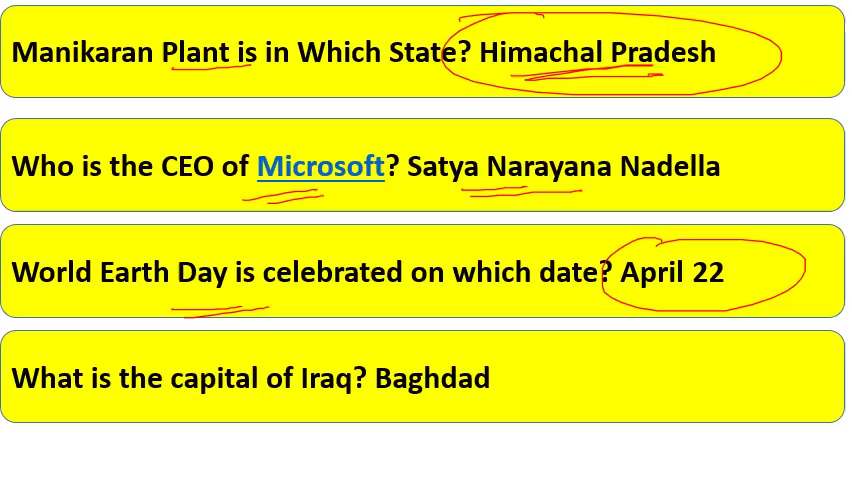 Manikaran Plant is in Which State? Himachal Pradesh
Who is the CEO of Microsoft? Satya Narayana Nadella
World Earth Day is celebrated on which date? April 22
What is the capital of Iraq? Baghdad